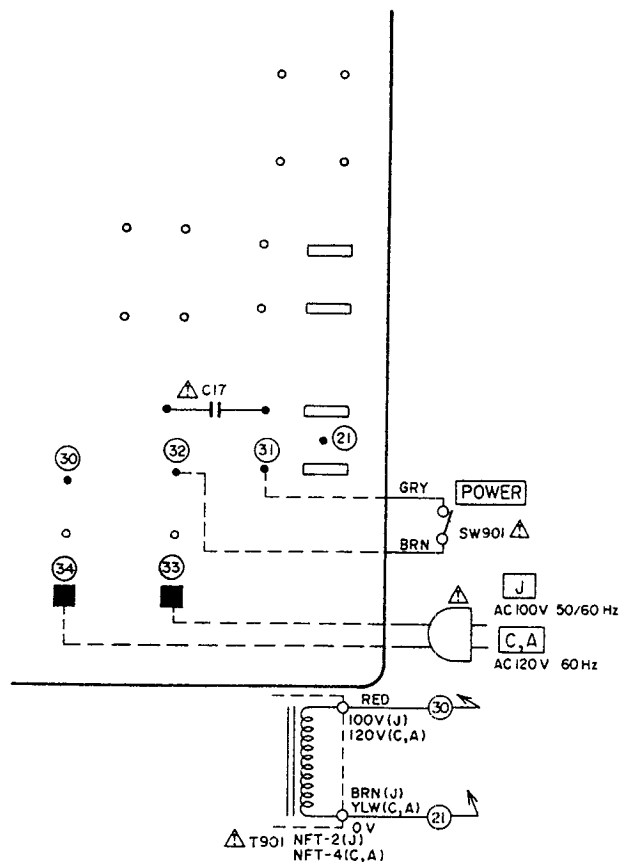 C17
21
30
32
31
GRY
POWER
SW901
BRN
34
33
J
AC 100V 50/60 Hz
C,A
AC 120V 60 Hz
RED
30
100V(J)
120V(C,A)
BRN(J)
YLW(C,A)
21
0V
T901 NFT-2(J)
NFT-4(C,A)